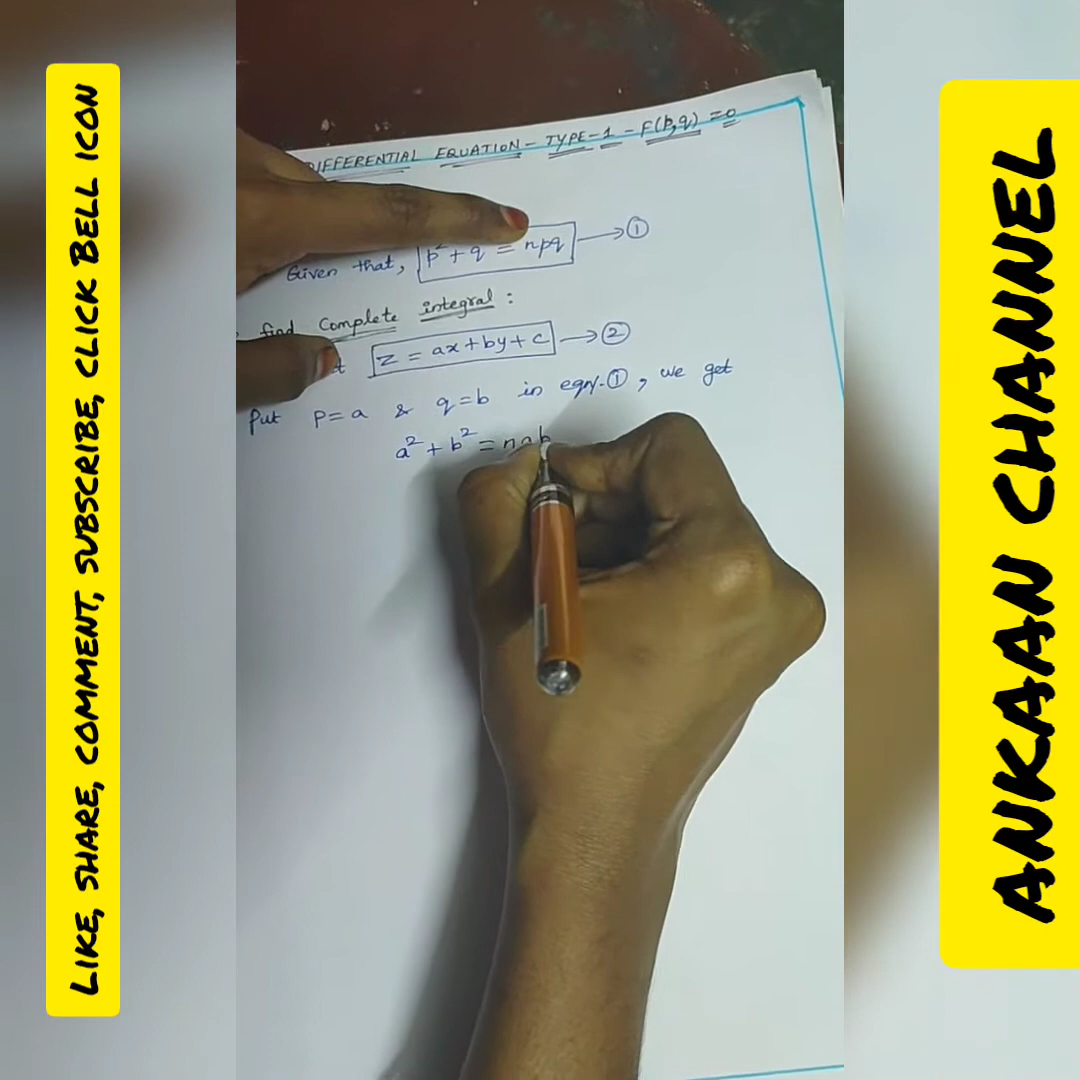 LIKE, SHARE, COMMENT, SUBSCRIBE, CLICK BELL ICON
DIFFERENTIAL EQUATION - TYPE-1 - F(p,q) = 0
Given that, p² + q = npq → ①
find Complete integral :
z = ax + by + c → ②
Put p = a & q = b in eqn.①, we get
a² + b² = nab
ANKAAN CHANNEL